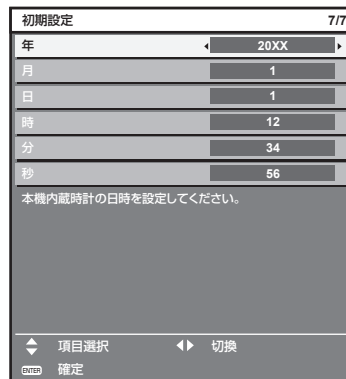 初期設定 7/7
年 20XX
月 1
日 1
時 12
分 34
秒 56
本機内蔵時計の日時を設定してください。
項目選択 切換
ENTER 確定